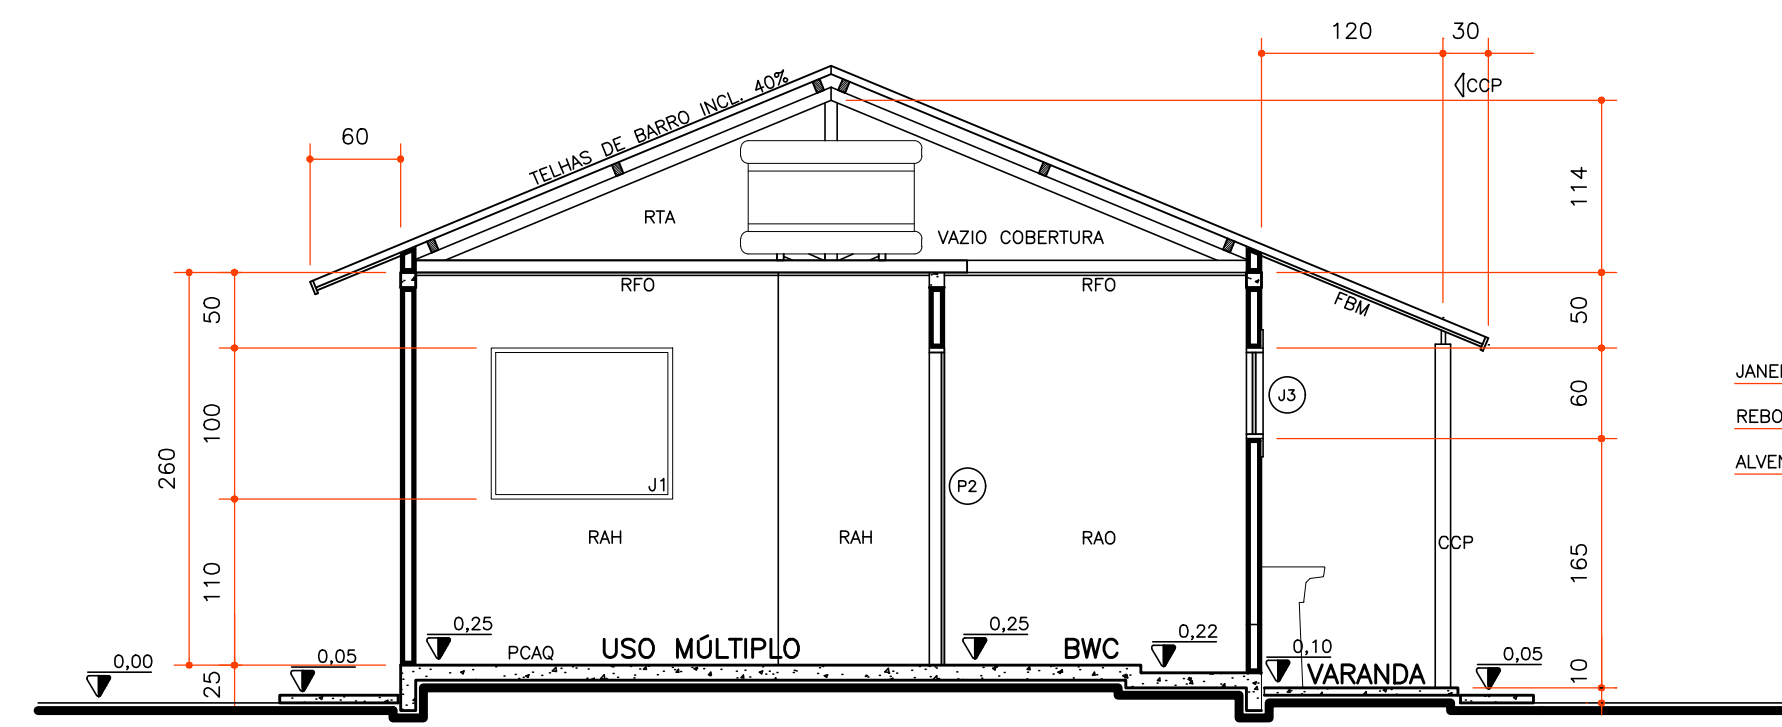 120
30
CCP
60
TELHAS DE BARRO INCL. 40%
114
RTA
VAZIO COBERTURA
RFO
RFO
FBM
50
50
JANEI
J3
60
100
REBO
260
ALVEN
J1
P2
RAH
RAH
RAO
CCP
165
110
0,25
0,25
0,22
PCAQ
USO MÚLTIPLO
BWC
0,10
0,00
0,05
0,05
VARANDA
25
10